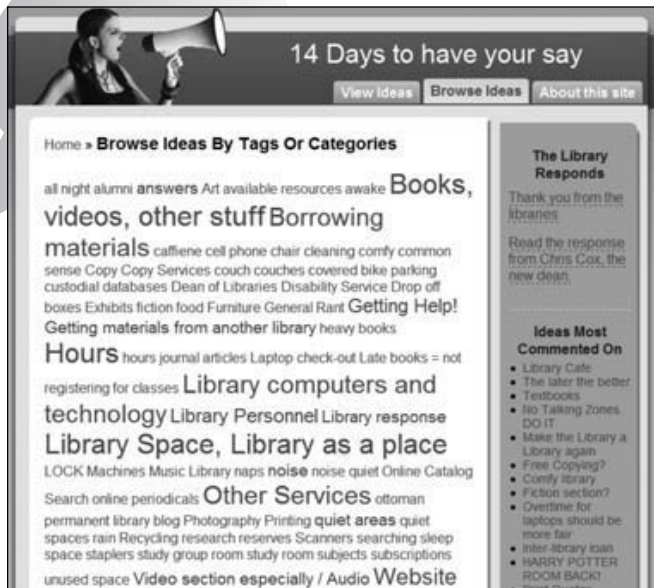 14 Days to have your say
View Ideas
Browse Ideas
About this site
Home » Browse Ideas By Tags Or Categories
all night alumni answers Art available resources awake Books,
videos, other stuff Borrowing
materials caffiene cell phone chair cleaning comfy common
sense Copy Copy Services couch couches covered bike parking
custodial databases Dean of Libraries Disability Service Drop off
boxes Exhibits fiction food Furniture General Rant Getting Help!
Getting materials from another library heavy books
Hours hours journal articles Laptop check-out Late books = not
registering for classes Library computers and
technology Library Personnel Library response
Library Space, Library as a place
LOCK Machines Music Library naps noise noise quiet Online Catalog
Search online periodicals Other Services ottoman
permanent library blog Photography Printing quiet areas quiet
spaces rain Recycling research reserves Scanners searching sleep
space staplers study group room study room subjects subscriptions
unused space Video section especially / Audio Website
The Library
Responds
Thank you from the
libraries
Read the response
from Chris Cox, the
new dean.
Ideas Most
Commented On
Library Cafe
The later the better
Textbooks
No Talking Zones.
DO IT
Make the Library a
Library again
Free Copying?
Comfy library
Fiction section?
Overtime for
laptops should be
more fair
Inter-library loan
HARRY POTTER
ROOM BACK!